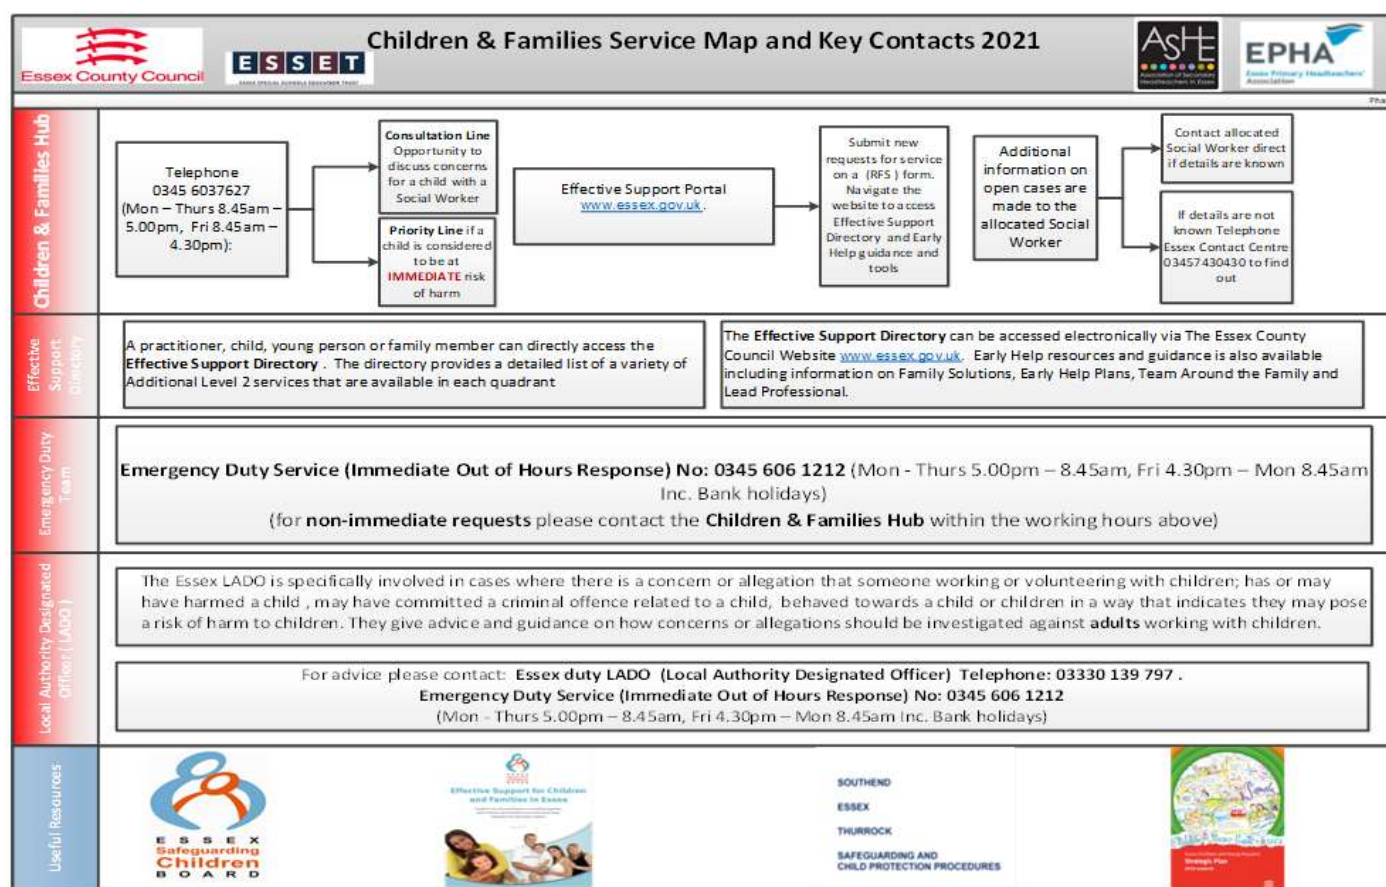 Children & Families Service Map and Key Contacts 2021
Essex County Council
ESSET
ESSEX SPECIAL SCHOOLS EDUCATION TRUST
ASHE
Association of Secondary
Headteachers in Essex
EPHA
Essex Primary Headteachers'
Association
Children & Families Hub
Telephone
0345 6037627
(Mon – Thurs 8.45am –
5.00pm, Fri 8.45am –
4.30pm):
Consultation Line
Opportunity to
discuss concerns
for a child with a
Social Worker
Priority Line if a
child is considered
to be at
IMMEDIATE risk
of harm
Effective Support Portal
www.essex.gov.uk.
Submit new
requests for service
on a (RFS ) form.
Navigate the
website to access
Effective Support
Directory and Early
Help guidance and
tools
Additional
information on
open cases are
made to the
allocated Social
Worker
Contact allocated
Social Worker direct
if details are known
If details are not
known Telephone
Essex Contact Centre
03457430430 to find
out
Effective
Support
Directory
A practitioner, child, young person or family member can directly access the
Effective Support Directory . The directory provides a detailed list of a variety of
Additional Level 2 services that are available in each quadrant
The Effective Support Directory can be accessed electronically via The Essex County
Council Website www.essex.gov.uk. Early Help resources and guidance is also available
including information on Family Solutions, Early Help Plans, Team Around the Family and
Lead Professional.
Emergency Duty
Team
Emergency Duty Service (Immediate Out of Hours Response) No: 0345 606 1212 (Mon - Thurs 5.00pm – 8.45am, Fri 4.30pm – Mon 8.45am
Inc. Bank holidays)
(for non-immediate requests please contact the Children & Families Hub within the working hours above)
Local Authority Designated
Officer ( LADO )
The Essex LADO is specifically involved in cases where there is a concern or allegation that someone working or volunteering with children; has or may
have harmed a child , may have committed a criminal offence related to a child, behaved towards a child or children in a way that indicates they may pose
a risk of harm to children. They give advice and guidance on how concerns or allegations should be investigated against adults working with children.
For advice please contact: Essex duty LADO (Local Authority Designated Officer) Telephone: 03330 139 797 .
Emergency Duty Service (Immediate Out of Hours Response) No: 0345 606 1212
(Mon - Thurs 5.00pm – 8.45am, Fri 4.30pm – Mon 8.45am Inc. Bank holidays)
Useful Resources
ESSEX
Safeguarding
Children
BOARD
Effective Support for Children
and Families in Essex
SOUTHEND
ESSEX
THURROCK
SAFEGUARDING AND
CHILD PROTECTION PROCEDURES
Strategic Plan